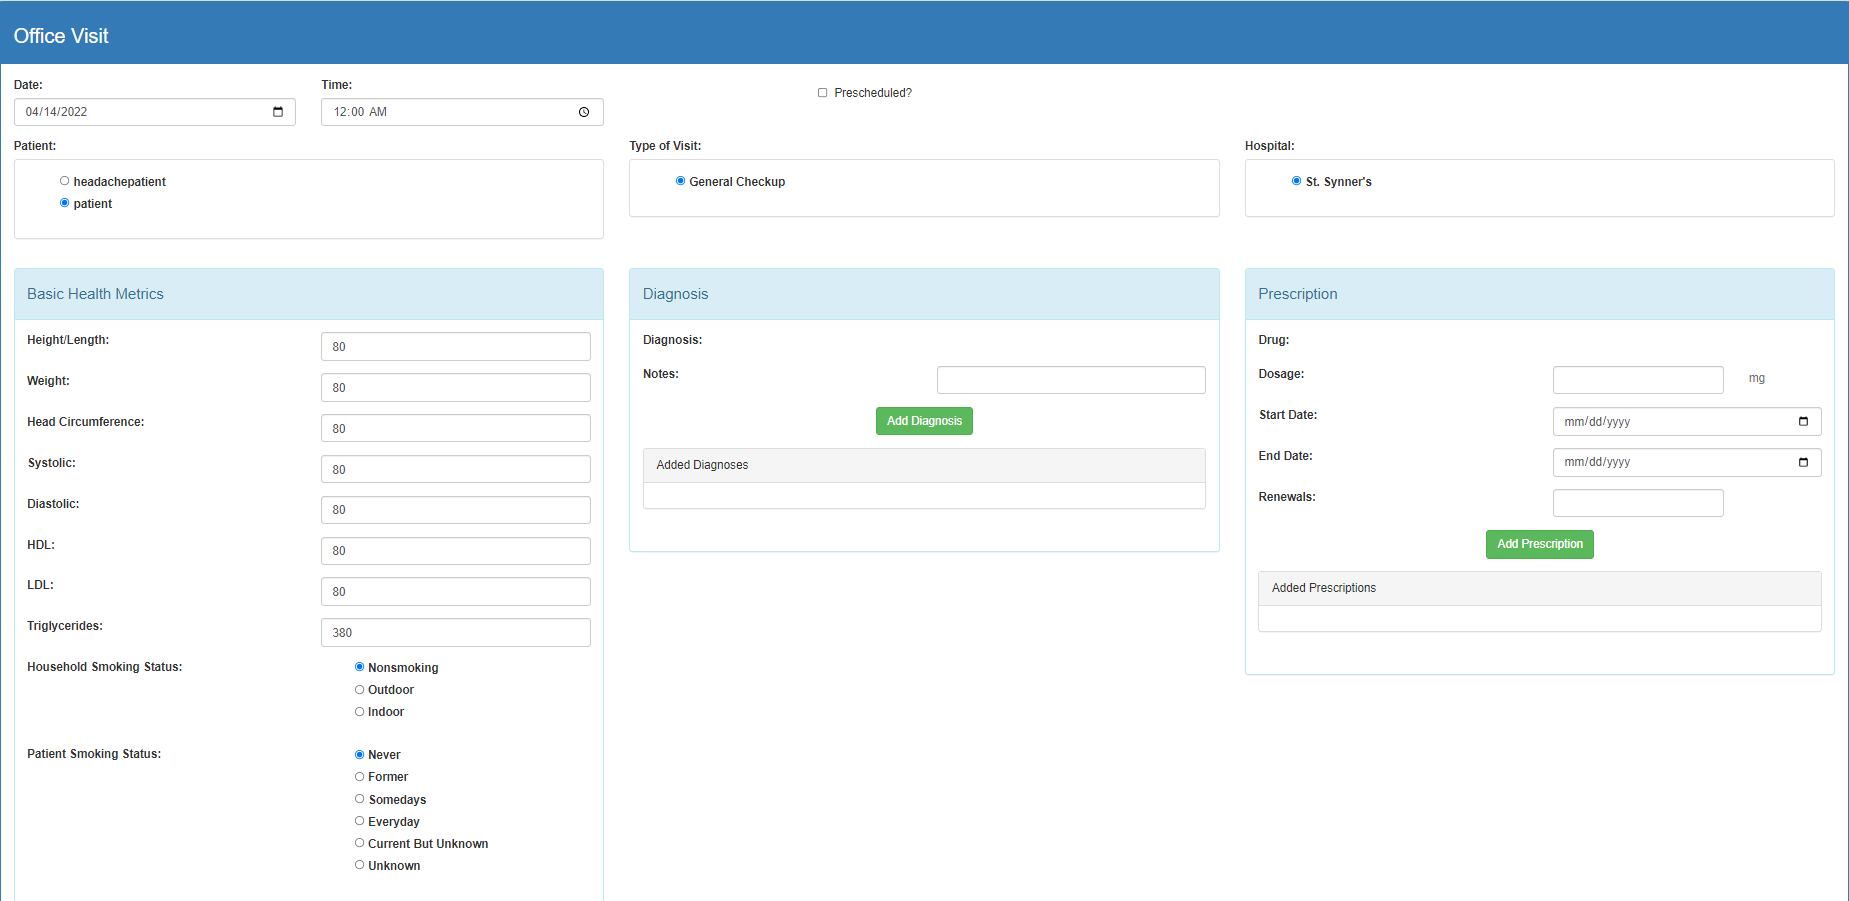 Office Visit
Date:
04/14/2022
Time:
12:00 AM
Prescheduled?
Patient:
headachepatient
patient
Type of Visit:
General Checkup
Hospital:
St. Synner's
Basic Health Metrics
Height/Length:
80
Weight:
80
Head Circumference:
80
Systolic:
80
Diastolic:
80
HDL:
80
LDL:
80
Triglycerides:
380
Household Smoking Status:
Nonsmoking
Outdoor
Indoor
Patient Smoking Status:
Never
Former
Somedays
Everyday
Current But Unknown
Unknown
Diagnosis
Diagnosis:
Notes:
Add Diagnosis
Added Diagnoses
Prescription
Drug:
Dosage:
mg
Start Date:
mm/dd/yyyy
End Date:
mm/dd/yyyy
Renewals:
Add Prescription
Added Prescriptions